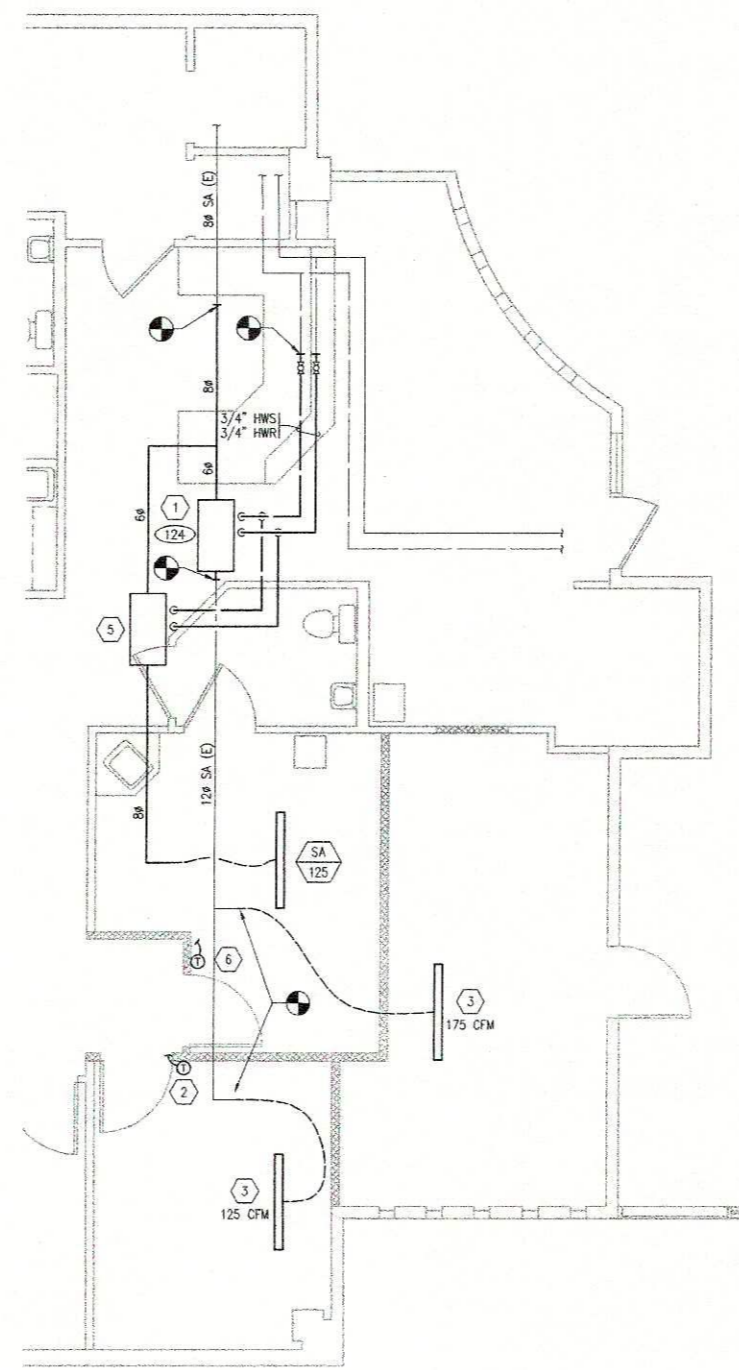 8ø SA (E)
8ø
3/4" HWS
3/4" HWR
6ø
6ø
1
124
5
12ø SA (E)
8ø
SA
125
T
6
3
175 CFM
T
2
3
125 CFM